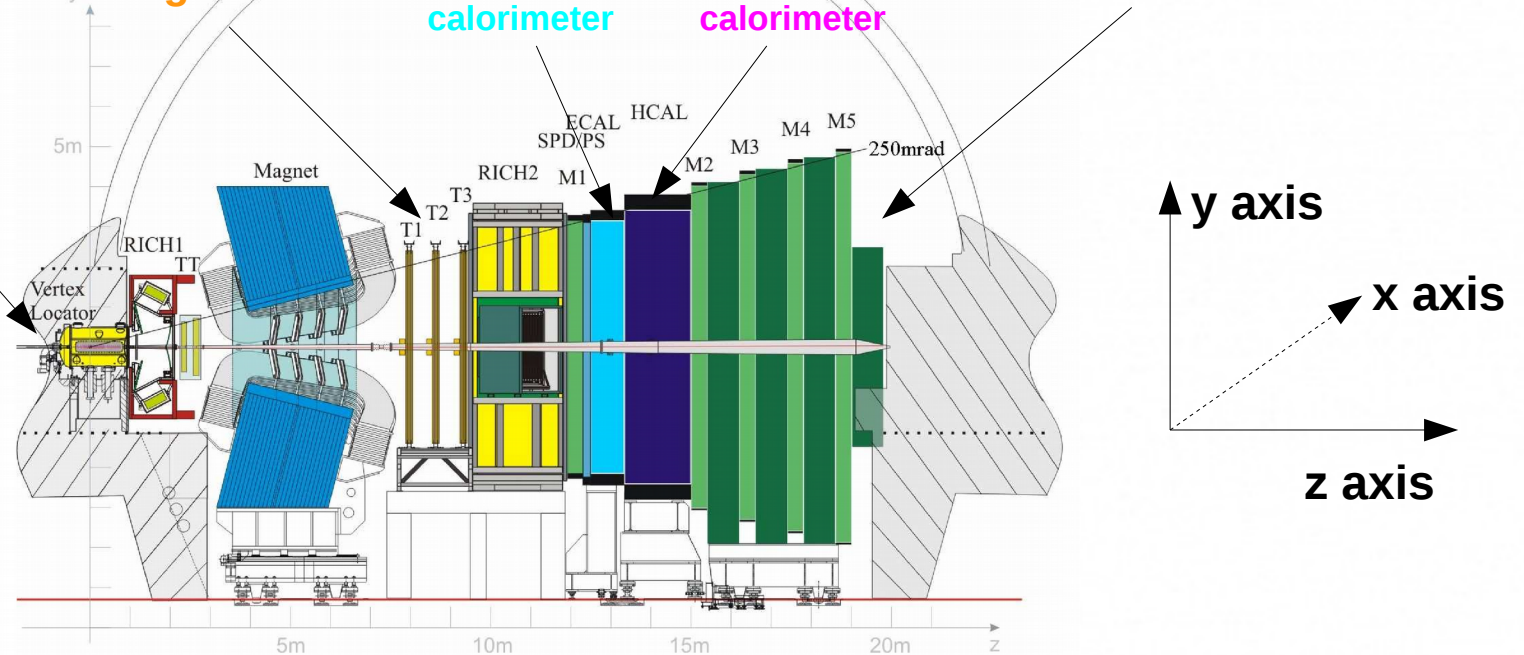 g
calorimeter
calorimeter
y
5m
Magnet
RICH1
TT
Vertex
Locator
T1
T2
T3
RICH2
M1
SPD/PS
ECAL
HCAL
M2
M3
M4
M5
250mrad
y axis
x axis
z axis
5m
10m
15m
20m
z